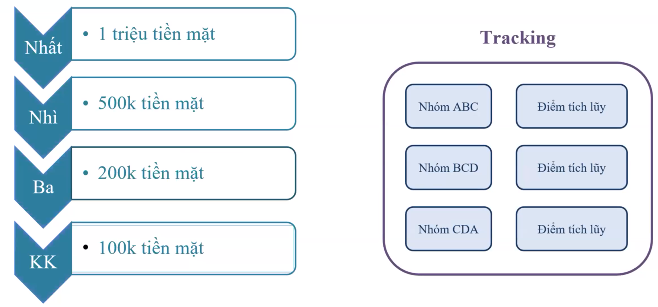 Nhất
• 1 triệu tiền mặt
Nhì
• 500k tiền mặt
Ba
• 200k tiền mặt
KK
• 100k tiền mặt
Tracking
Nhóm ABC
Điểm tích lũy
Nhóm BCD
Điểm tích lũy
Nhóm CDA
Điểm tích lũy